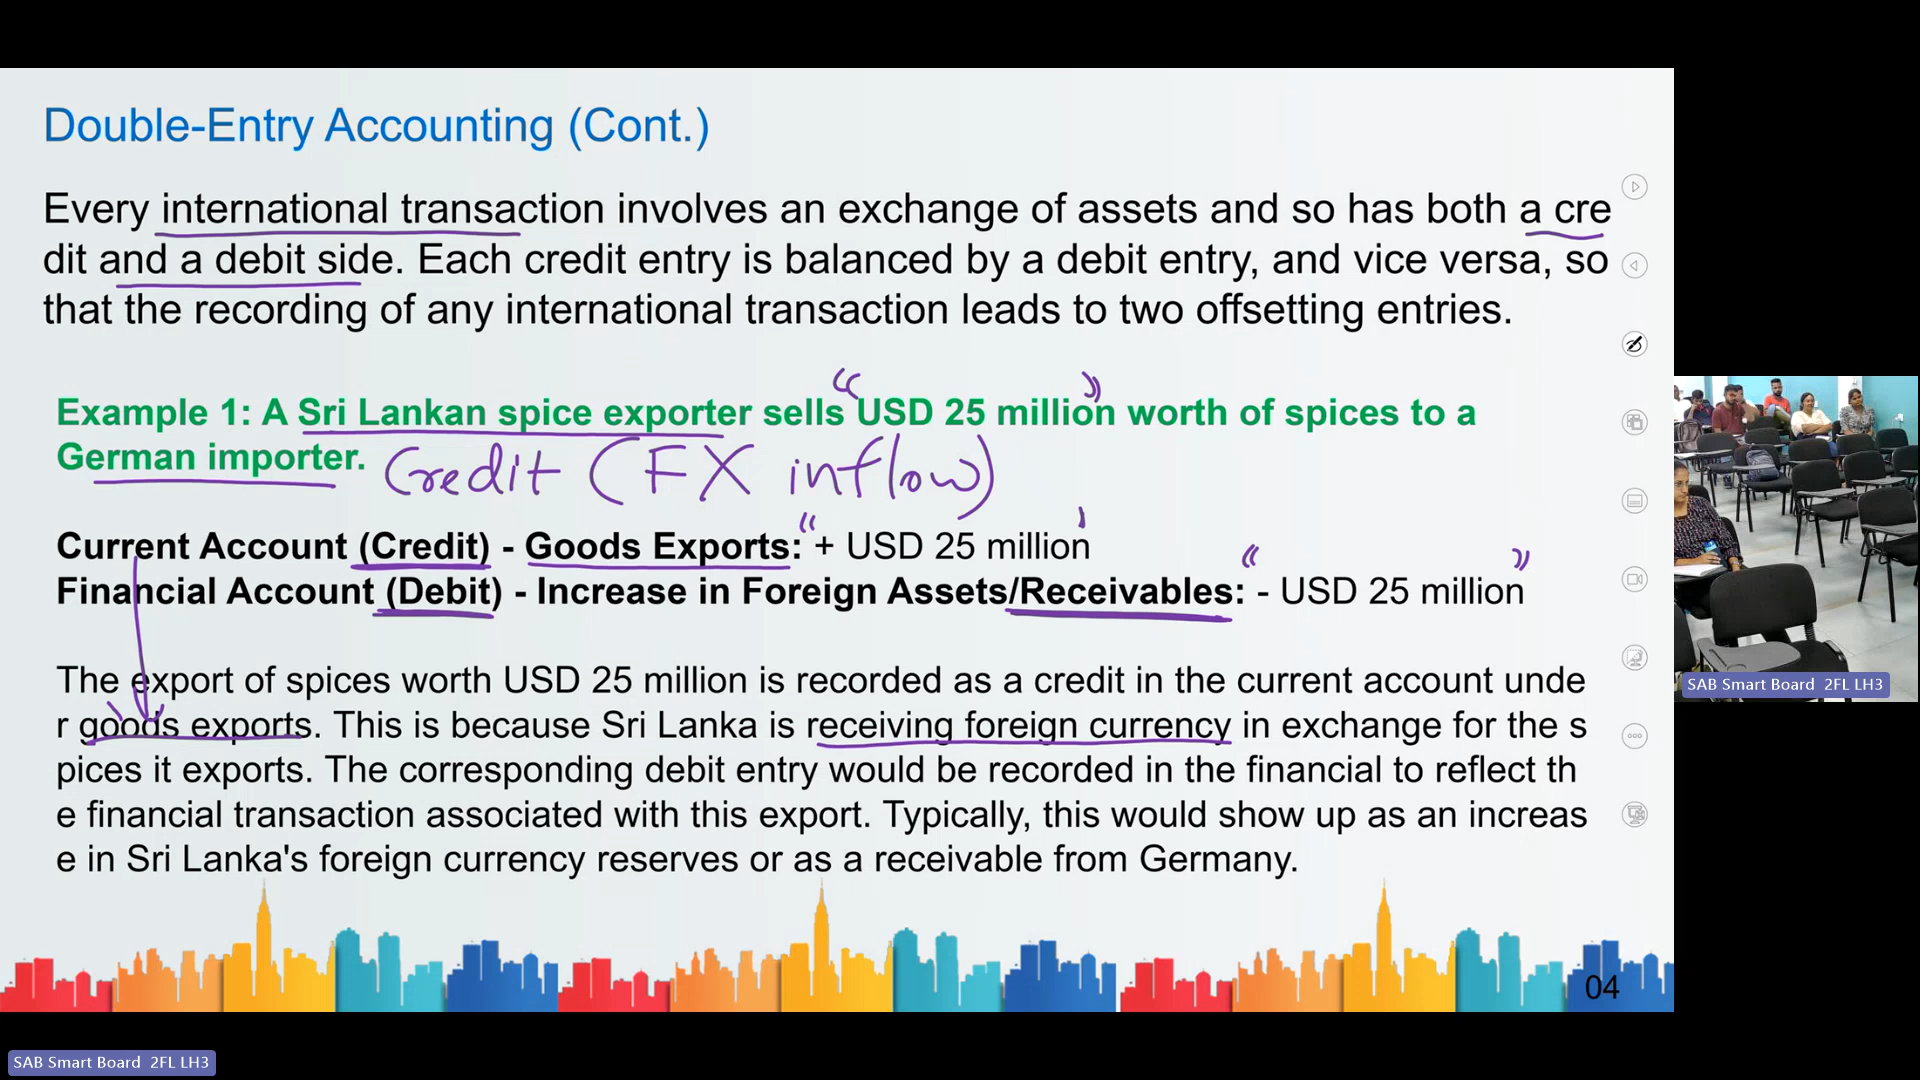 Double-Entry Accounting (Cont.)
Every international transaction involves an exchange of assets and so has both a cre
dit and a debit side. Each credit entry is balanced by a debit entry, and vice versa, so
that the recording of any international transaction leads to two offsetting entries.
Example 1: A Sri Lankan spice exporter sells "USD 25 million" worth of spices to a
German importer. Credit (FX inflow)
Current Account (Credit) - Goods Exports: "+ USD 25 million'
Financial Account (Debit) - Increase in Foreign Assets/Receivables: "- USD 25 million"
The export of spices worth USD 25 million is recorded as a credit in the current account unde
r goods exports. This is because Sri Lanka is receiving foreign currency in exchange for the s
pices it exports. The corresponding debit entry would be recorded in the financial to reflect th
e financial transaction associated with this export. Typically, this would show up as an increas
e in Sri Lanka's foreign currency reserves or as a receivable from Germany.
04
SAB Smart Board 2FL LH3
SAB Smart Board 2FL LH3